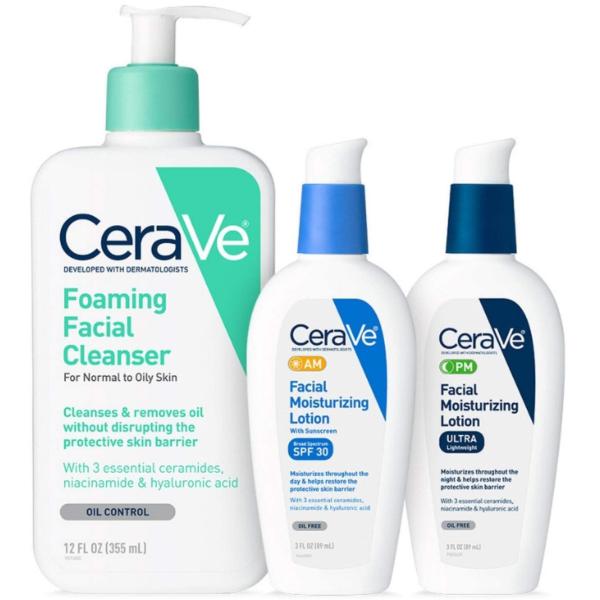 CeraVe®
DEVELOPED WITH DERMATOLOGISTS
Foaming
Facial
Cleanser
For Normal to Oily Skin
Cleanses & removes oil
without disrupting the
protective skin barrier
With 3 essential ceramides,
niacinamide & hyaluronic acid
OIL CONTROL
12 FL OZ (355 mL)
CeraVe®
DEVELOPED WITH DERMATOLOGISTS
AM
Facial
Moisturizing
Lotion
With Sunscreen
Broad Spectrum
SPF 30
Moisturizes throughout the
day & helps restore the
protective skin barrier
With 3 essential ceramides,
niacinamide & hyaluronic acid
OIL FREE
3 FL OZ (89 mL)
CeraVe®
DEVELOPED WITH DERMATOLOGISTS
PM
Facial
Moisturizing
Lotion
ULTRA
Lightweight
Moisturizes throughout the
night & helps restore the
protective skin barrier
With 3 essential ceramides,
niacinamide & hyaluronic acid
OIL FREE
3 FL OZ (89 mL)